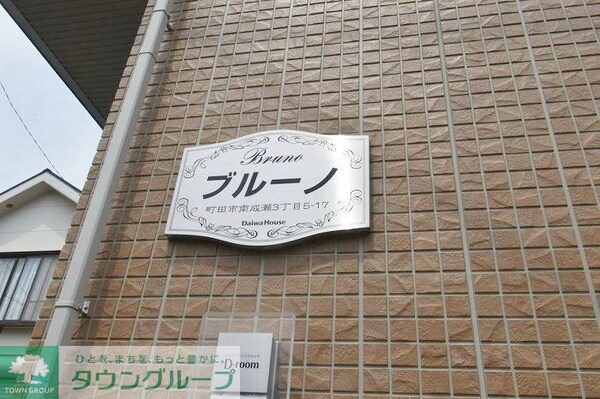 Bruno
ブルーノ
町田市南成瀬3丁目5-17
Daiwa House
D-room
ひとを、まちを、もっと豊かに。
タウングループ
TOWN GROUP